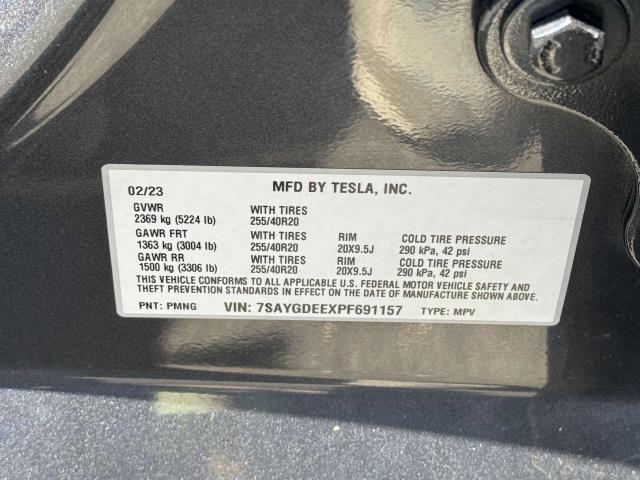 02/23 MFD BY TESLA, INC.
GVWR WITH TIRES
2369 kg (5224 lb) 255/40R20
GAWR FRT WITH TIRES RIM COLD TIRE PRESSURE
1363 kg (3004 lb) 255/40R20 20X9.5J 290 kPa, 42 psi
GAWR RR WITH TIRES RIM COLD TIRE PRESSURE
1500 kg (3306 lb) 255/40R20 20X9.5J 290 kPa, 42 psi
THIS VEHICLE CONFORMS TO ALL APPLICABLE U.S. FEDERAL MOTOR VEHICLE SAFETY AND
THEFT PREVENTION STANDARDS IN EFFECT ON THE DATE OF MANUFACTURE SHOWN ABOVE.
PNT: PMNG VIN: 7SAYGDEEXPF691157 TYPE: MPV